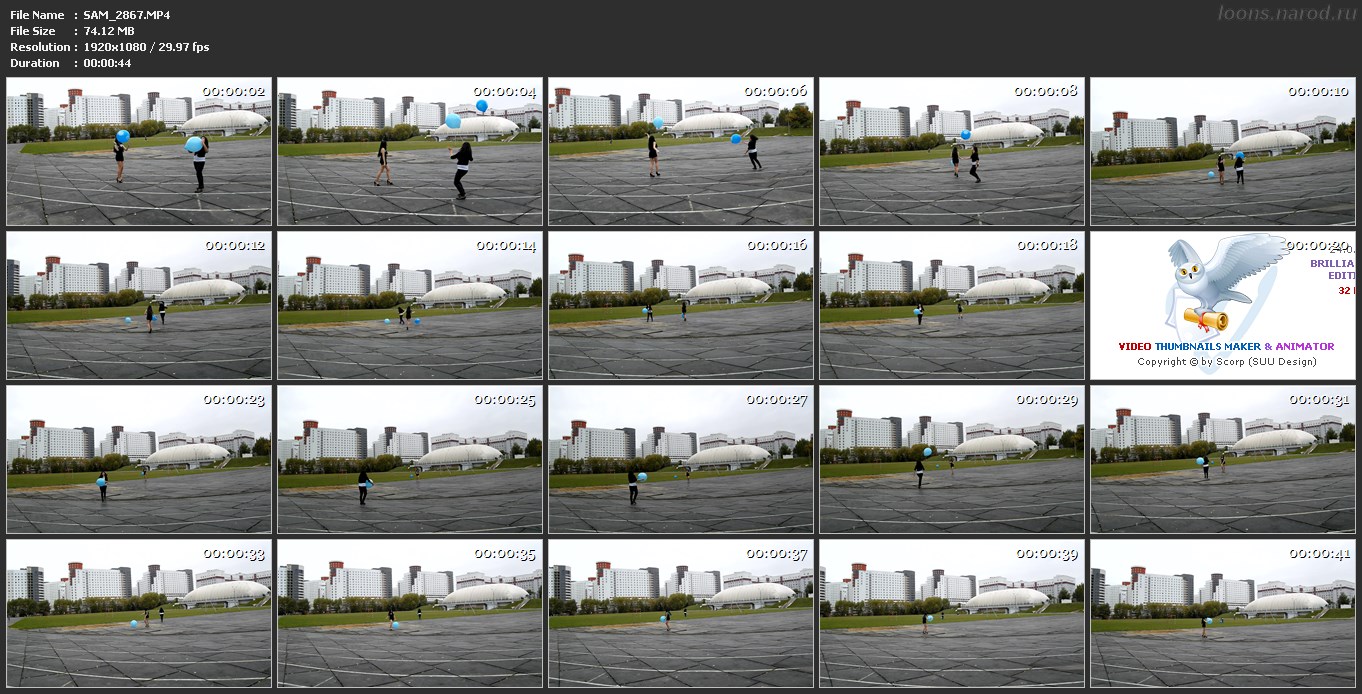 File Name : SAM_2867.MP4
loons.narod.ru
File Size : 74.12 MB
Resolution : 1920x1080 / 29.97 fps
Duration : 00:00:44
00:00:02
00:00:04
00:00:06
00:00:08
00:00:10
00:00:12
00:00:14
00:00:16
00:00:18
00:00:20
BRILLIA
EDIT
32
VIDEO THUMBNAILS MAKER & ANIMATOR
Copyright © by Scorp (SUU Design)
00:00:23
00:00:25
00:00:27
00:00:29
00:00:31
00:00:33
00:00:35
00:00:37
00:00:39
00:00:41